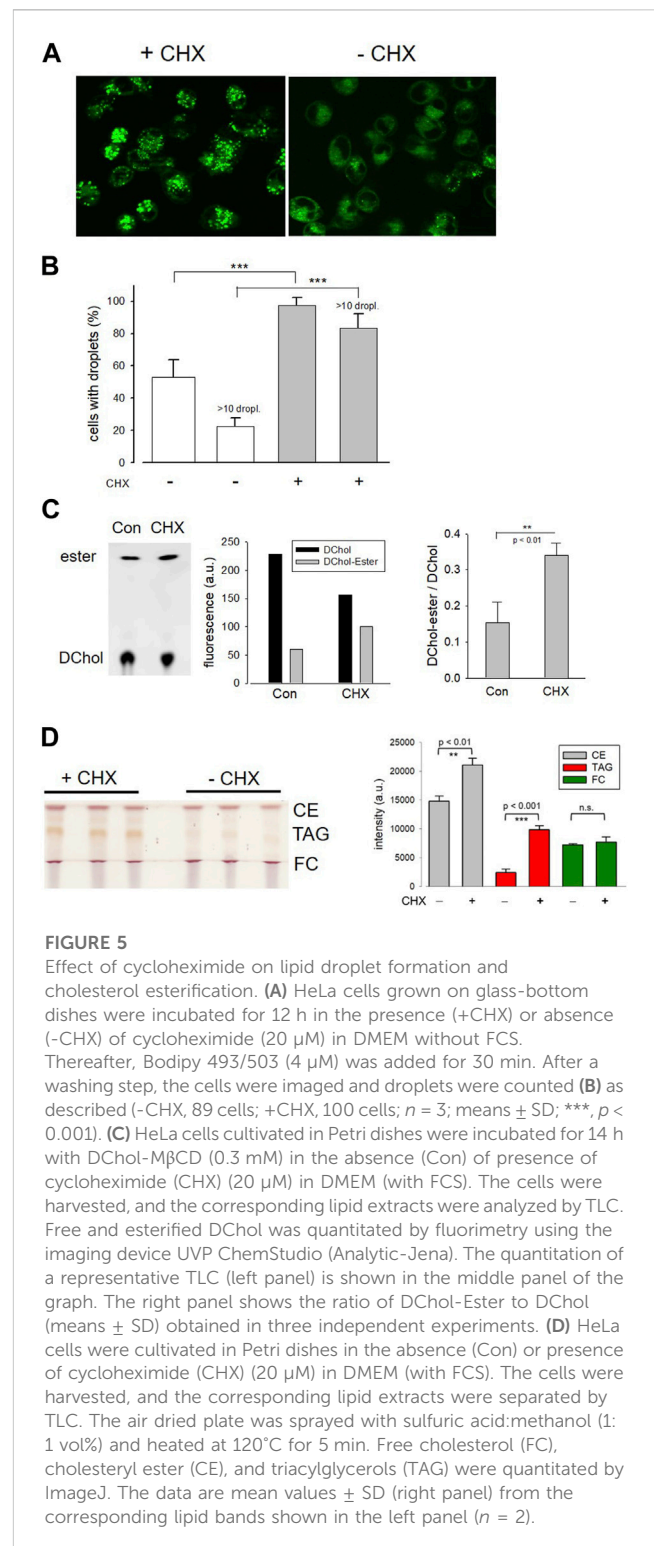 A
+ CHX
- CHX
B
***
***
>10 dropl.
>10 dropl.
cells with droplets (%)
100
80
60
40
20
0
CHX
-
-
+
+
C
Con CHX
ester
DChol
fluorescence (a.u.)
250
200
150
100
50
0
DChol
DChol-Ester
Con
CHX
DChol-ester / DChol
0.4
0.3
0.2
0.1
0.0
**
p < 0.01
Con
CHX
D
+ CHX
- CHX
CE
TAG
FC
intensity (a.u.)
25000
20000
15000
10000
5000
0
p < 0.01
**
p < 0.001
***
n.s.
CE
TAG
FC
CHX
–
+
–
+
–
+
FIGURE 5
Effect of cycloheximide on lipid droplet formation and
cholesterol esterification. (A) HeLa cells grown on glass-bottom
dishes were incubated for 12 h in the presence (+CHX) or absence
(-CHX) of cycloheximide (20 µM) in DMEM without FCS.
Thereafter, Bodipy 493/503 (4 µM) was added for 30 min. After a
washing step, the cells were imaged and droplets were counted (B) as
described (-CHX, 89 cells; +CHX, 100 cells; n = 3; means ± SD; ***, p <
0.001). (C) HeLa cells cultivated in Petri dishes were incubated for 14 h
with DChol-MβCD (0.3 mM) in the absence (Con) of presence of
cycloheximide (CHX) (20 µM) in DMEM (with FCS). The cells were
harvested, and the corresponding lipid extracts were analyzed by TLC.
Free and esterified DChol was quantitated by fluorimetry using the
imaging device UVP ChemStudio (Analytic-Jena). The quantitation of
a representative TLC (left panel) is shown in the middle panel of the
graph. The right panel shows the ratio of DChol-Ester to DChol
(means ± SD) obtained in three independent experiments. (D) HeLa
cells were cultivated in Petri dishes in the absence (Con) or presence
of cycloheximide (CHX) (20 µM) in DMEM (with FCS). The cells were
harvested, and the corresponding lipid extracts were separated by
TLC. The air dried plate was sprayed with sulfuric acid:methanol (1:
1 vol%) and heated at 120°C for 5 min. Free cholesterol (FC),
cholesteryl ester (CE), and triacylglycerols (TAG) were quantitated by
ImageJ. The data are mean values ± SD (right panel) from the
corresponding lipid bands shown in the left panel (n = 2).